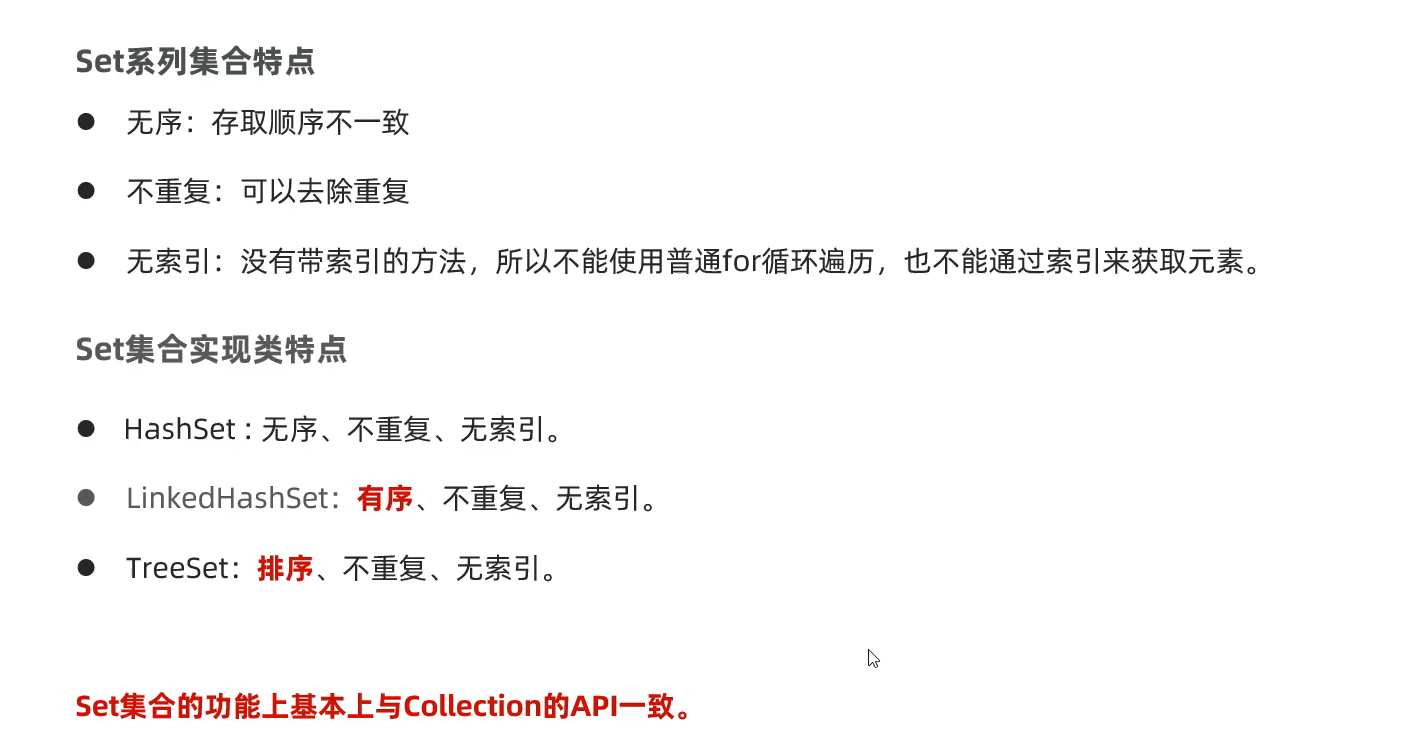 Set系列集合特点
● 无序：存取顺序不一致
● 不重复：可以去除重复
● 无索引：没有带索引的方法，所以不能使用普通for循环遍历，也不能通过索引来获取元素。
Set集合实现类特点
● HashSet : 无序、不重复、无索引。
● LinkedHashSet：有序、不重复、无索引。
● TreeSet：排序、不重复、无索引。
Set集合的功能上基本上与Collection的API一致。